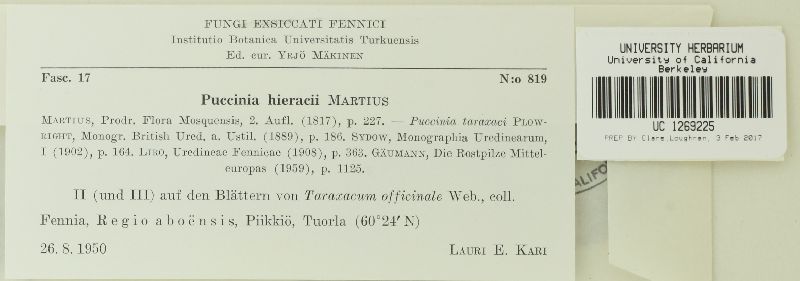 FUNGI EXSICCATI FENNICI
Institutio Botanica Universitatis Turkuensis
Ed. cur. YRJÖ MÄKINEN
Fasc. 17 N:o 819
Puccinia hieracii MARTIUS
MARTIUS, Prodr. Flora Mosquensis, 2. Aufl. (1817), p. 227. — Puccinia taraxaci PLOW-
RIGHT, Monogr. British Ured. a. Ustil. (1889), p. 186. SYDOW, Monographia Uredinearum,
I (1902), p. 164. LIRO, Uredineae Fennicae (1908), p. 363. GÄUMANN, Die Rostpilze Mittel-
europas (1959), p. 1125.
II (und III) auf den Blättern von Taraxacum officinale Web., coll.
Fennia, Regio aboënsis, Piikkiö, Tuorla (60°24′ N)
26. 8. 1950 LAURI E. KARI
UNIVERSITY HERBARIUM
University of California
Berkeley
UC 1269225
PREP BY Clare Loughran, 3 Feb 2017